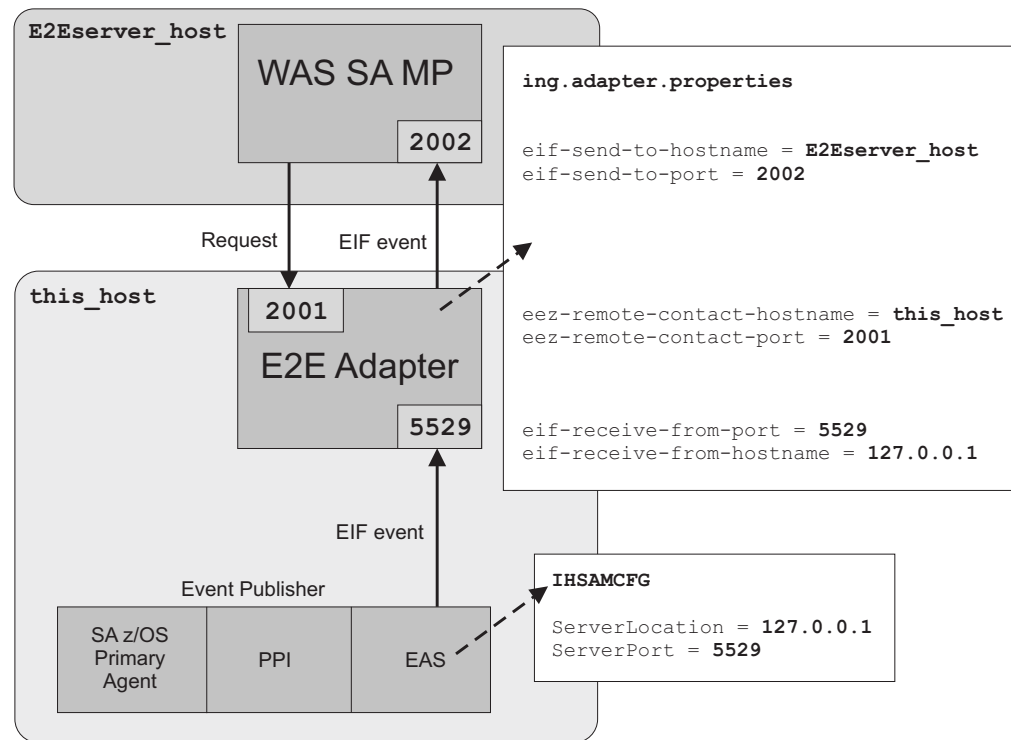 E2Eserver_host
WAS SA MP
2002
ing.adapter.properties
eif-send-to-hostname = E2Eserver_host
eif-send-to-port = 2002
Request
EIF event
this_host
2001
E2E Adapter
5529
eez-remote-contact-hostname = this_host
eez-remote-contact-port = 2001
eif-receive-from-port = 5529
eif-receive-from-hostname = 127.0.0.1
EIF event
Event Publisher
SA z/OS
Primary
Agent
PPI
EAS
IHSAMCFG
ServerLocation = 127.0.0.1
ServerPort = 5529